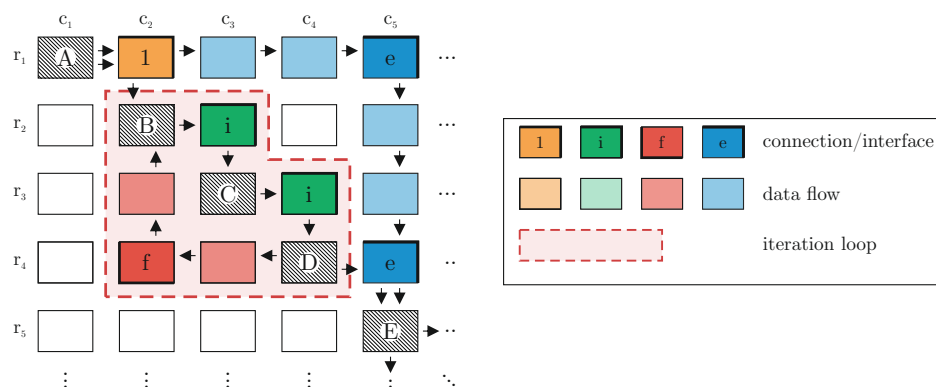 c1 c2 c3 c4 c5
r1 A 1 e ...
r2 B i ...
r3 C i ...
r4 f D e ..
r5 E ..
⋮ ⋮ ⋮ ⋮ ⋮ ⋱
1 i f e connection/interface
data flow
iteration loop